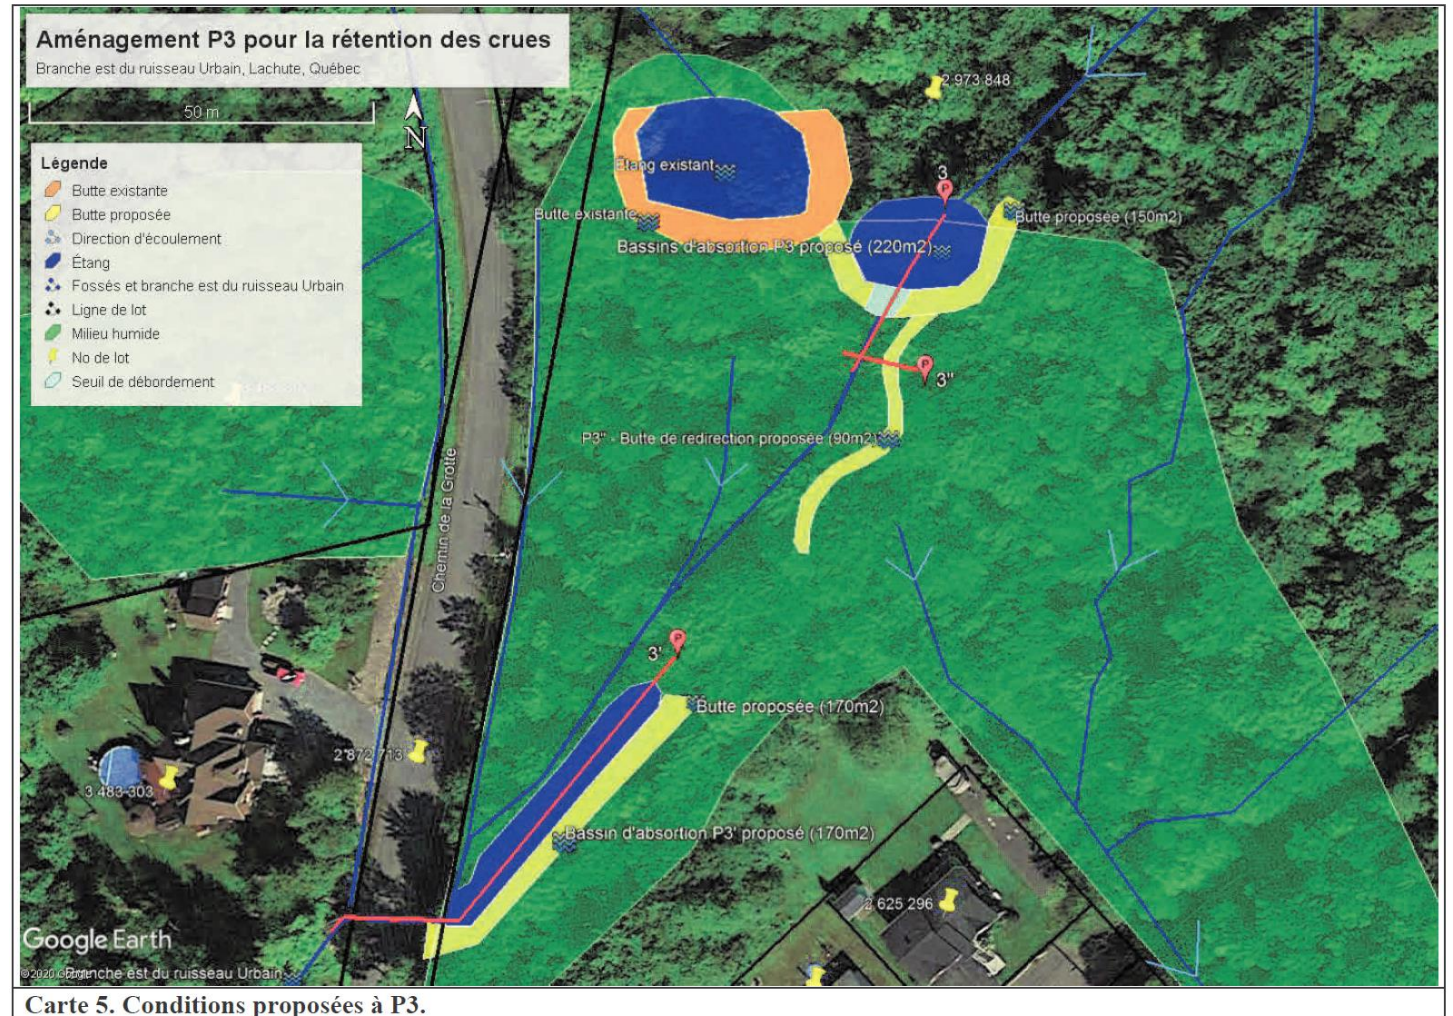 Aménagement P3 pour la rétention des crues
Branche est du ruisseau Urbain, Lachute, Québec
50 m
N
Légende
Butte existante
Butte proposée
Direction d'écoulement
Étang
Fossés et branche est du ruisseau Urbain
Ligne de lot
Milieu humide
No de lot
Seuil de débordement
2 973 848
Étang existant
3
Butte existante
Butte proposée (150m2)
Bassins d'absortion P3 proposé (220m2)
3"
P3" - Butte de redirection proposée (90m2)
Chemin de la Grotte
3'
Butte proposée (170m2)
2 872 713
3 483 303
Bassin d'absortion P3' proposé (170m2)
2 625 296
Google Earth
©2020 Google
Branche est du ruisseau Urbain
Carte 5. Conditions proposées à P3.